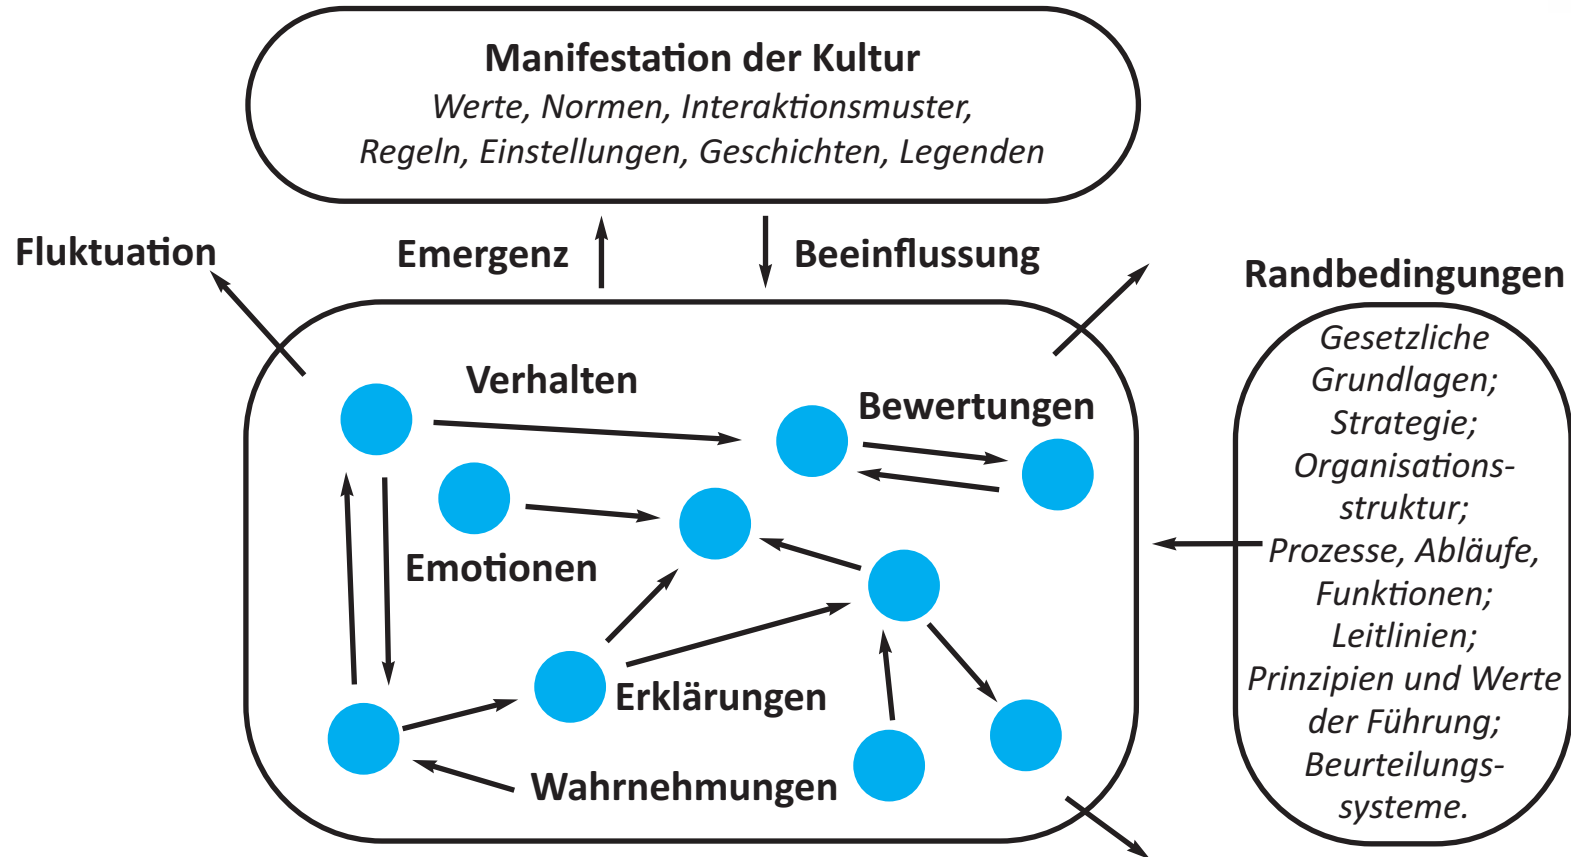 Manifestation der Kultur
Werte, Normen, Interaktionsmuster,
Regeln, Einstellungen, Geschichten, Legenden
Fluktuation
Emergenz
Beeinflussung
Randbedingungen
Gesetzliche
Grundlagen;
Strategie;
Organisations-
struktur;
Prozesse, Abläufe,
Funktionen;
Leitlinien;
Prinzipien und Werte
der Führung;
Beurteilungs-
systeme.
Verhalten
Bewertungen
Emotionen
Erklärungen
Wahrnehmungen